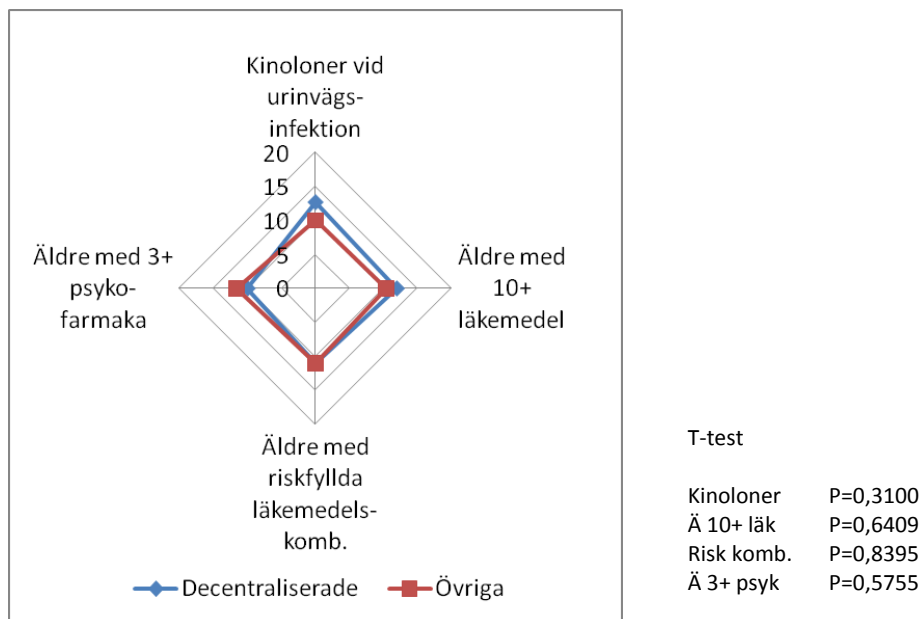 Kinoloner vid
urinvägs-
infektion
20
15
10
5
0
Äldre med 3+
psyko-
farmaka
Äldre med
10+
läkemedel
Äldre med
riskfyllda
läkemedels-
komb.
Decentraliserade Övriga
T-test
Kinoloner P=0,3100
Ä 10+ läk P=0,6409
Risk komb. P=0,8395
Ä 3+ psyk P=0,5755